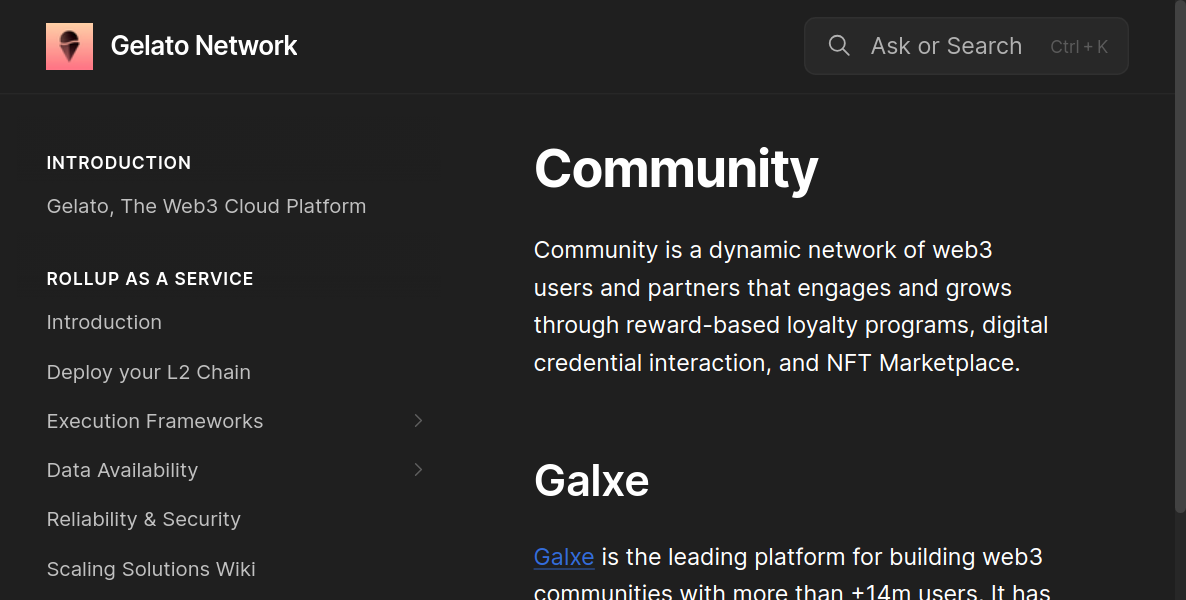 Gelato Network
Ask or Search Ctrl + K
INTRODUCTION
Gelato, The Web3 Cloud Platform
ROLLUP AS A SERVICE
Introduction
Deploy your L2 Chain
Execution Frameworks
Data Availability
Reliability & Security
Scaling Solutions Wiki
Community
Community is a dynamic network of web3
users and partners that engages and grows
through reward-based loyalty programs, digital
credential interaction, and NFT Marketplace.
Galxe
Galxe is the leading platform for building web3
communities with more than +14m users. It has